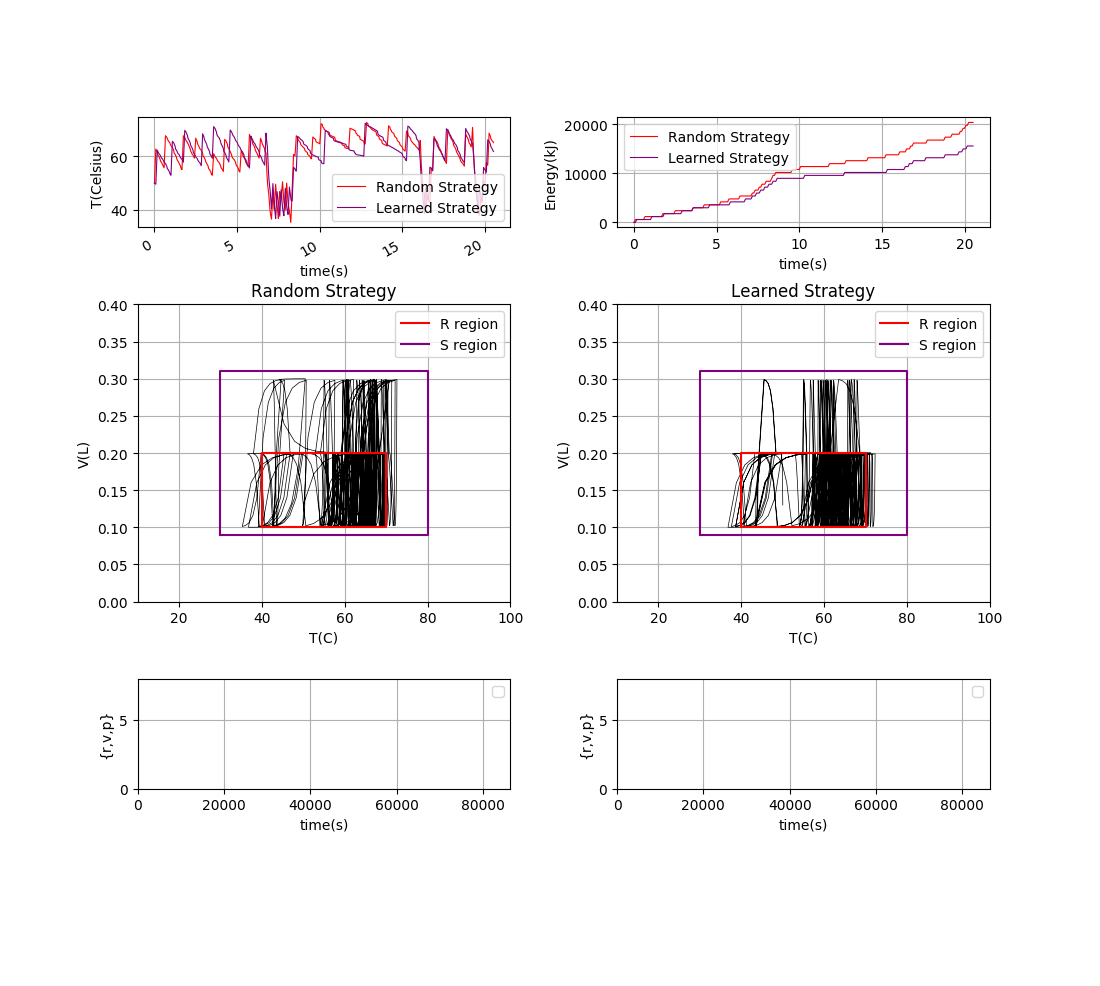 T(Celsius)
60
40
0
5
10
15
20
time(s)
Random Strategy
Learned Strategy
Energy(kJ)
20000
10000
0
0
5
10
15
20
time(s)
Random Strategy
Learned Strategy
Random Strategy
V(L)
0.40
0.35
0.30
0.25
0.20
0.15
0.10
0.05
0.00
20
40
60
80
100
T(C)
R region
S region
Learned Strategy
V(L)
0.40
0.35
0.30
0.25
0.20
0.15
0.10
0.05
0.00
20
40
60
80
100
T(C)
R region
S region
{r,v,p}
5
0
0
20000
40000
60000
80000
time(s)
{r,v,p}
5
0
0
20000
40000
60000
80000
time(s)